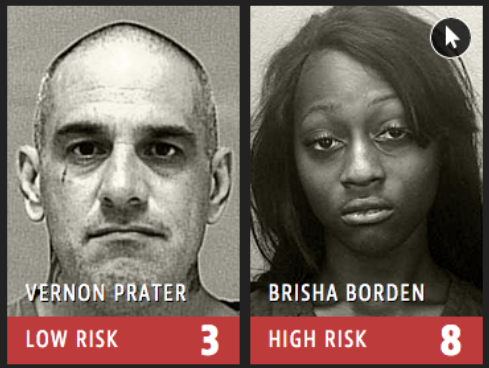 VERNON PRATER
LOW RISK 3
BRISHA BORDEN
HIGH RISK 8